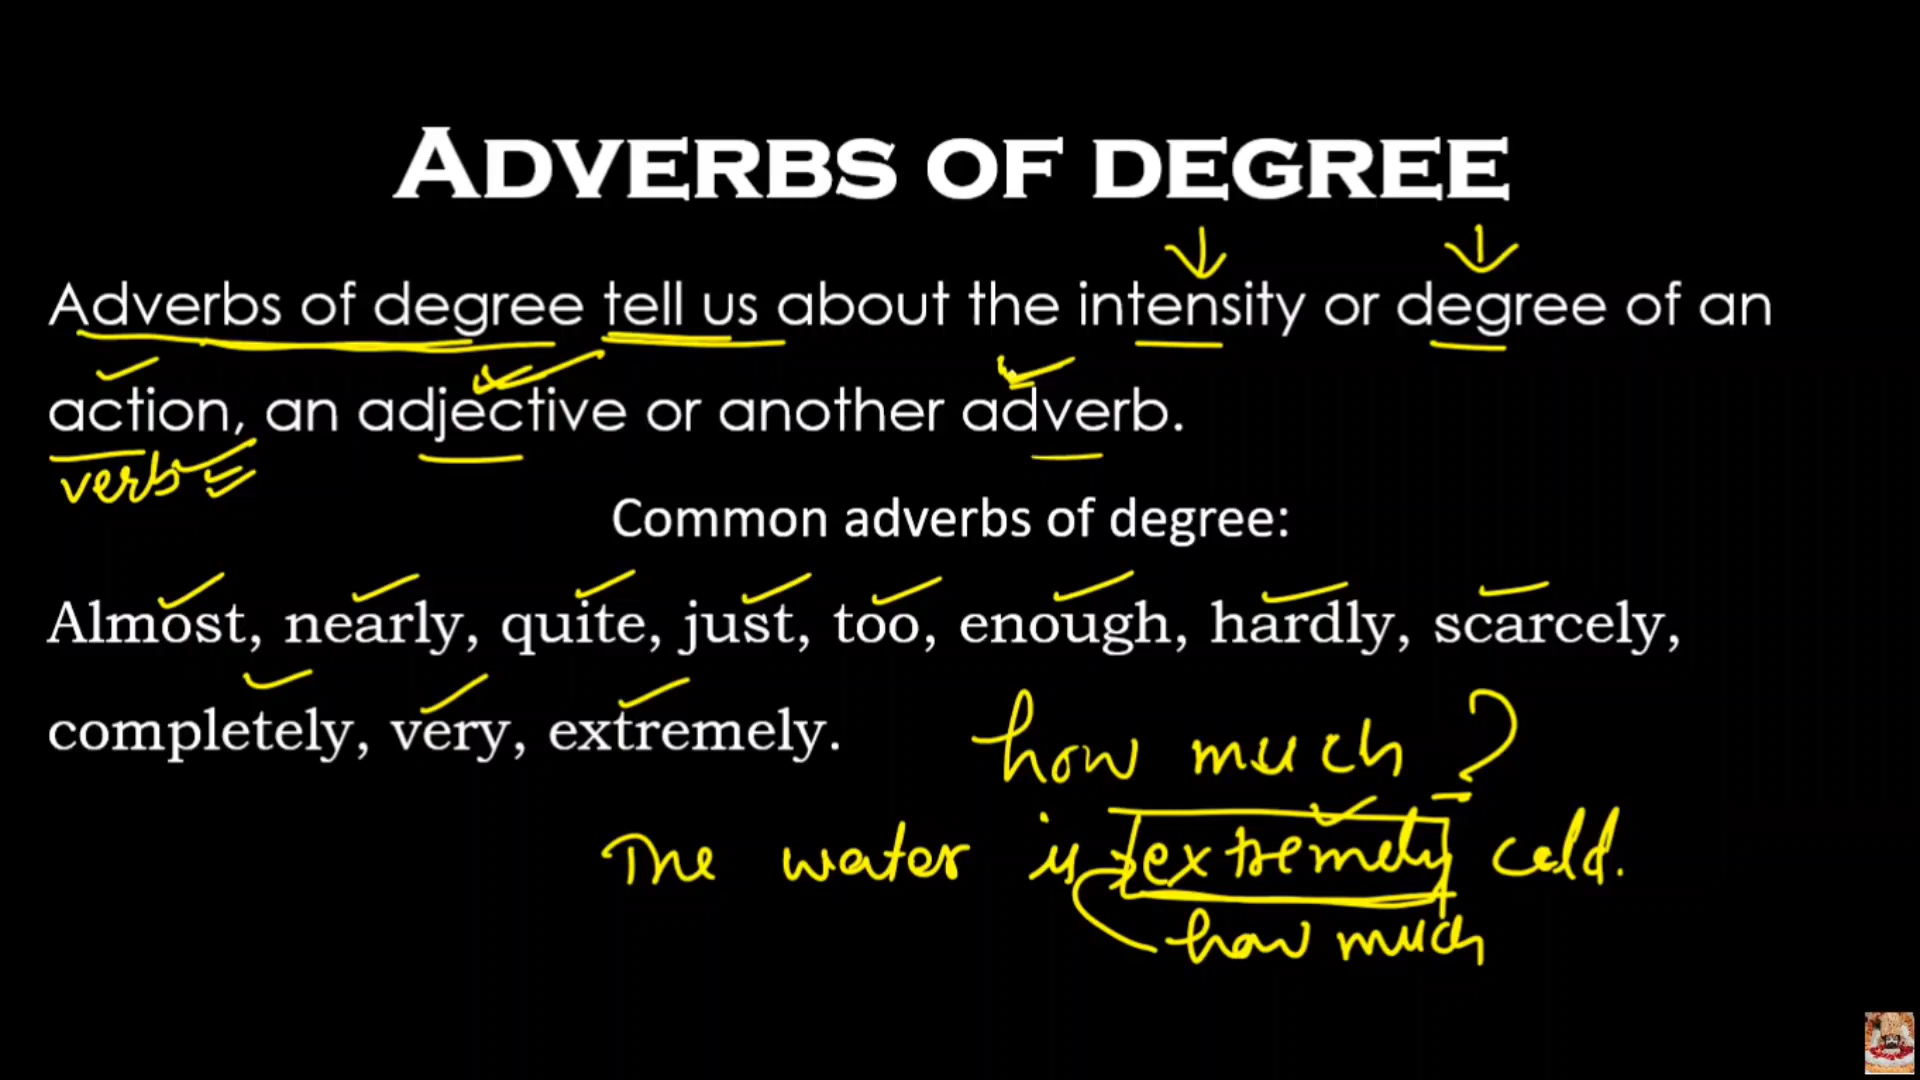 ADVERBS OF DEGREE
Adverbs of degree tell us about the intensity or degree of an
action, an adjective or another adverb.
verb
Common adverbs of degree:
Almost, nearly, quite, just, too, enough, hardly, scarcely,
completely, very, extremely.
how much ?
The water is extremely cold.
how much